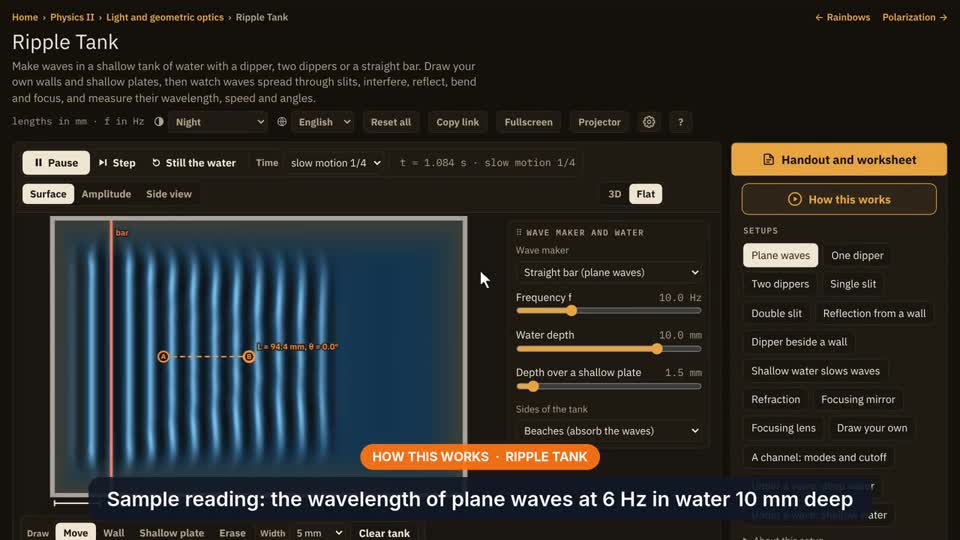 Home › Physics II › Light and geometric optics › Ripple Tank
← Rainbows Polarization →
Ripple Tank
Make waves in a shallow tank of water with a dipper, two dippers or a straight bar. Draw your
own walls and shallow plates, then watch waves spread through slits, interfere, reflect, bend
and focus, and measure their wavelength, speed and angles.
lengths in mm · f in Hz Night English Reset all Copy link Fullscreen Projector ?
Pause Step Still the water Time slow motion 1/4 t = 1.084 s · slow motion 1/4
Surface Amplitude Side view 3D Flat
bar
A B L = 94.4 mm, θ = 0.0°
WAVE MAKER AND WATER
Wave maker
Straight bar (plane waves)
Frequency f 10.0 Hz
Water depth 10.0 mm
Depth over a shallow plate 1.5 mm
Sides of the tank
Beaches (absorb the waves)
Handout and worksheet
How this works
SETUPS
Plane waves One dipper
Two dippers Single slit
Double slit Reflection from a wall
Dipper beside a wall
Shallow water slows waves
Refraction Focusing mirror
Focusing lens Draw your own
A channel: modes and cutoff
HOW THIS WORKS · RIPPLE TANK
Sample reading: the wavelength of plane waves at 6 Hz in water 10 mm deep
Draw Move Wall Shallow plate Erase Width 5 mm Clear tank